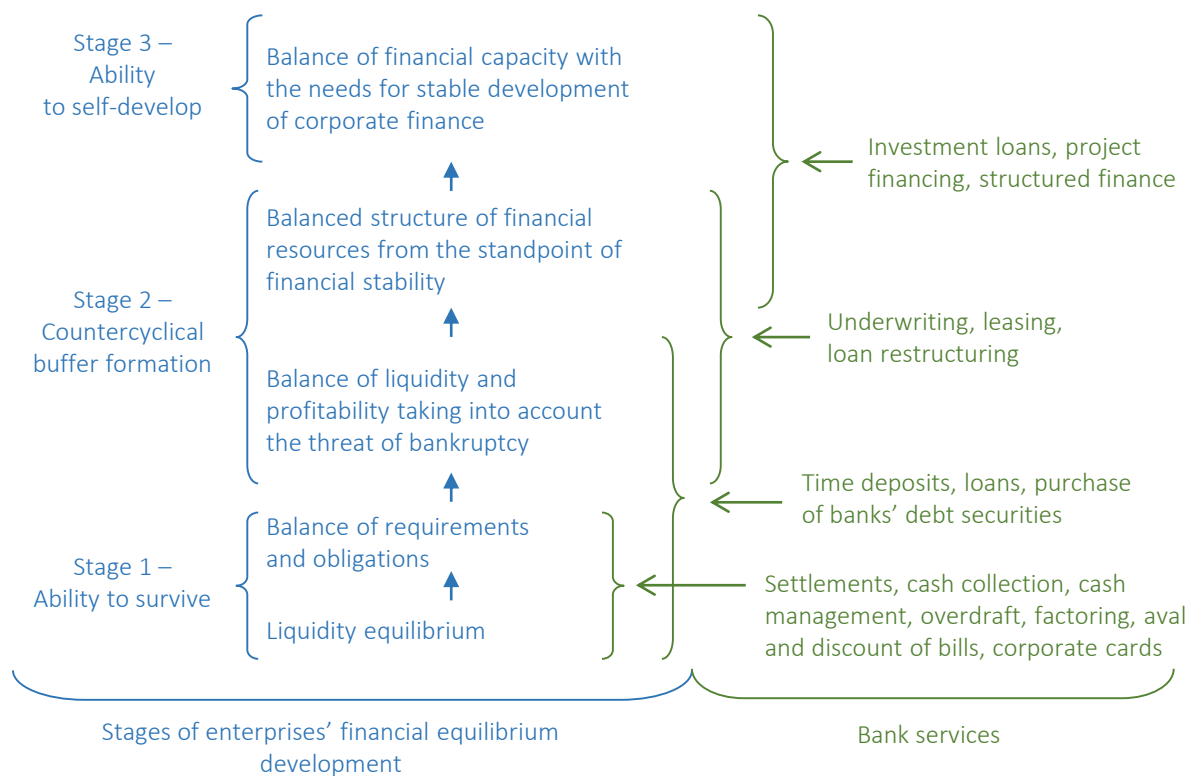 Stage 3 –
Ability
to self-develop
Balance of financial capacity with
the needs for stable development
of corporate finance
Investment loans, project
financing, structured finance
Balanced structure of financial
resources from the standpoint of
financial stability
Stage 2 –
Countercyclical
buffer formation
Underwriting, leasing,
loan restructuring
Balance of liquidity and
profitability taking into account
the threat of bankruptcy
Time deposits, loans, purchase
of banks’ debt securities
Balance of requirements
and obligations
Stage 1 –
Ability to survive
Liquidity equilibrium
Settlements, cash collection, cash
management, overdraft, factoring, aval
and discount of bills, corporate cards
Stages of enterprises’ financial equilibrium
development
Bank services